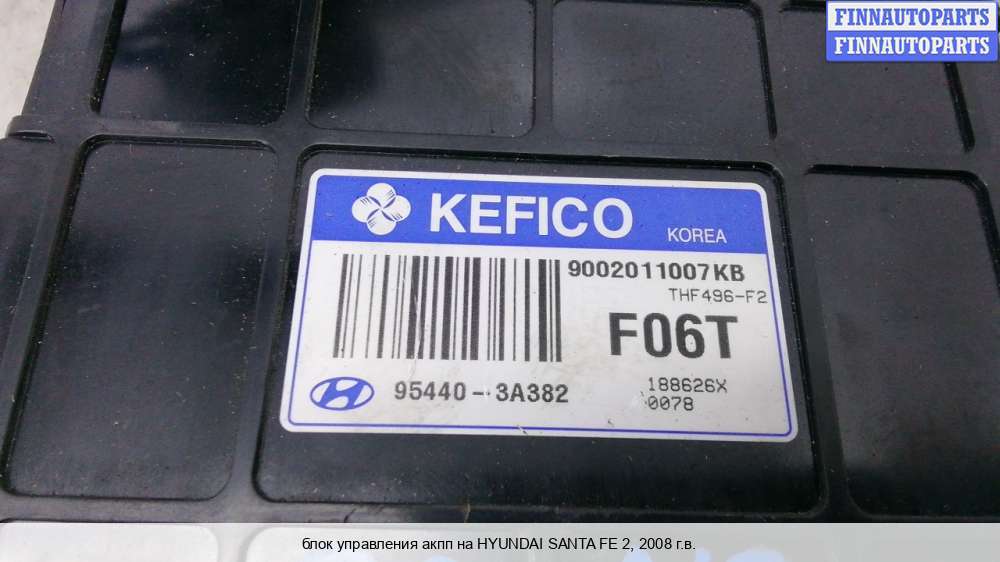 FINNAUTOPARTS
FINNAUTOPARTS
KEFICO KOREA
9002011007KB
THF496-F2
F06T
95440-3A382
188626X
0078
блок управления акпп на HYUNDAI SANTA FE 2, 2008 г.в.